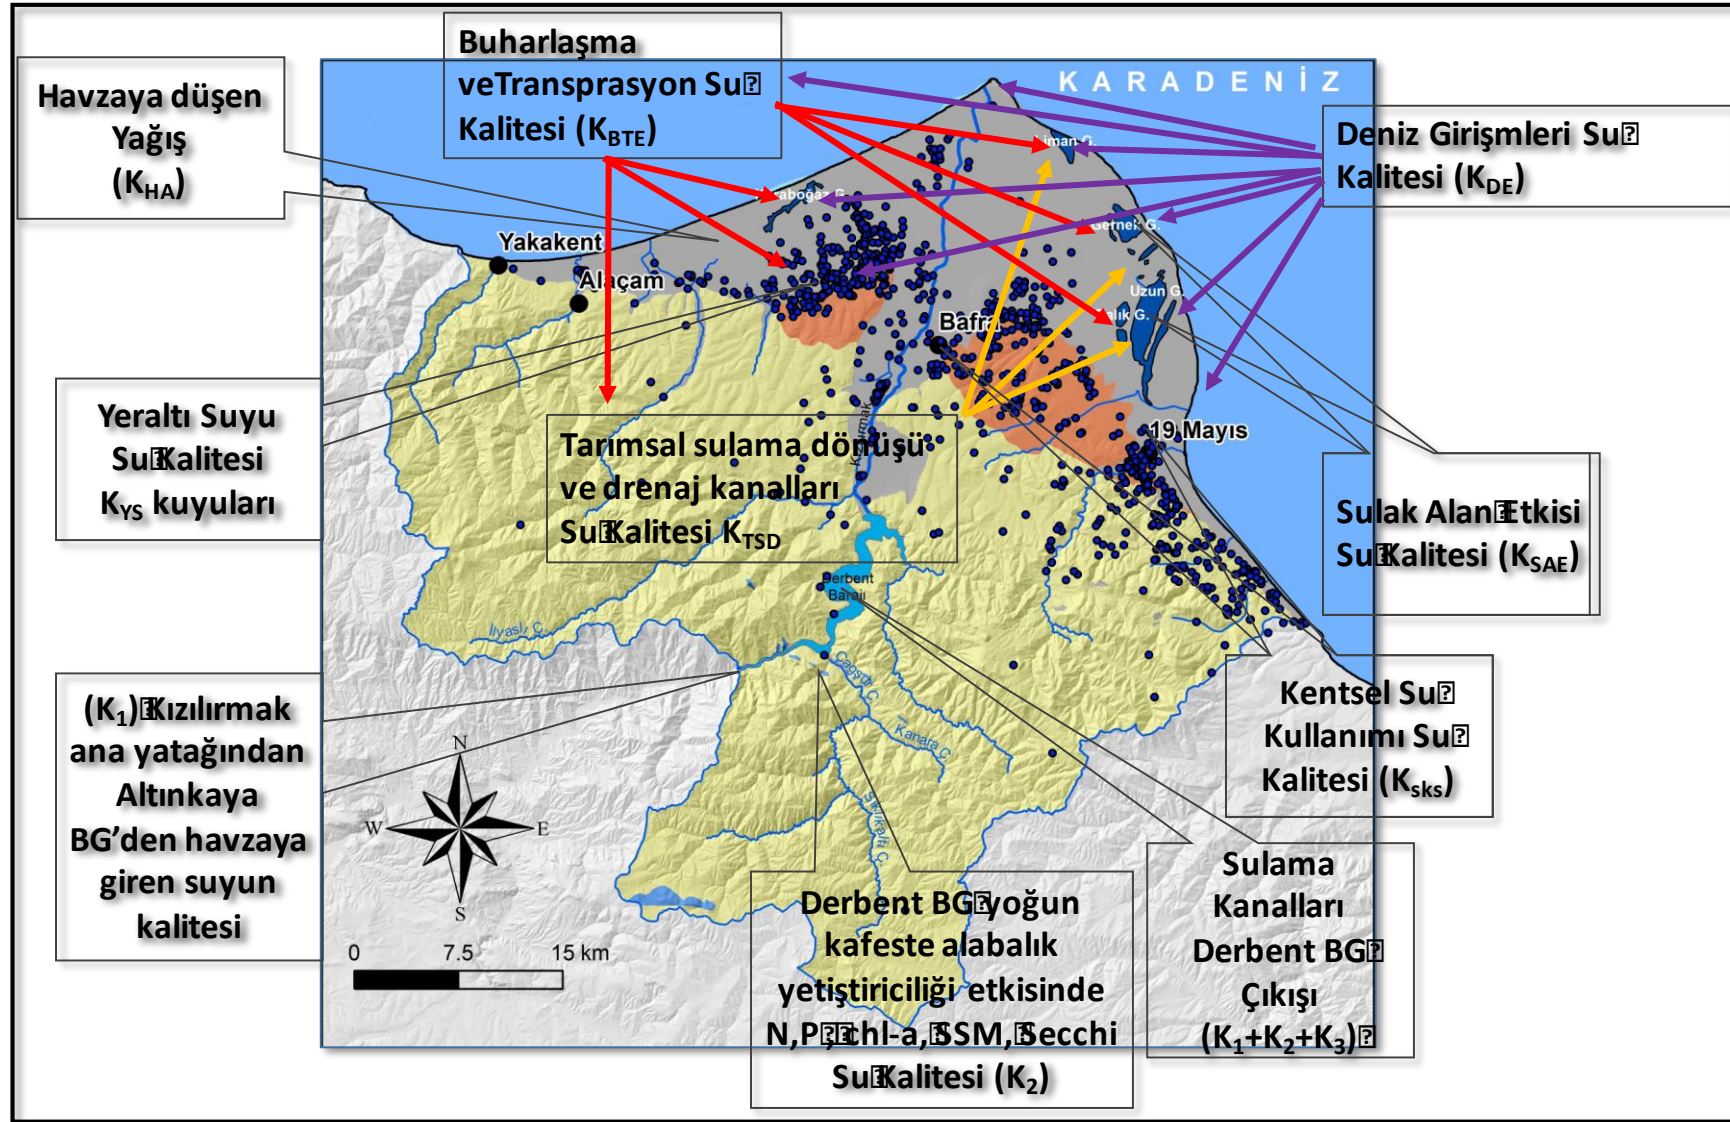 Buharlaşma
veTransprasyon Su
Kalitesi (KBTE)
KARADENİZ
Havzaya düşen
Yağış
(KHA)
Deniz Girişmleri Su
Kalitesi (KDE)
Liman G.
Gernek G.
Uzun G.
Yakakent
Alaçam
Bafra
19 Mayıs
Yeraltı Suyu
Su Kalitesi
KYS kuyuları
Tarımsal sulama dönüşü
ve drenaj kanalları
Su Kalitesi KTSD
Sulak Alan Etkisi
Su Kalitesi (KSAE)
Derbent
Barajı
İlyaslı Ç.
Kanara Ç.
(K1) Kızılırmak
ana yatağından
Altınkaya
BG'den havzaya
giren suyun
kalitesi
Kentsel Su
Kullanımı Su
Kalitesi (Ksks)
N
W
E
S
0 7.5 15 km
Derbent BG yoğun
kafeste alabalık
yetiştiriciliği etkisinde
N,P, chl-a, SSM, Secchi
Su Kalitesi (K2)
Sulama
Kanalları
Derbent BG
Çıkışı
(K1+K2+K3)